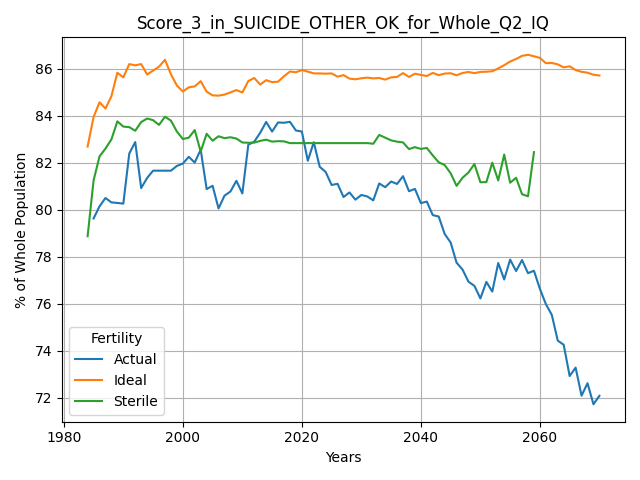 Score_3_in_SUICIDE_OTHER_OK_for_Whole_Q2_IQ
% of Whole Population
86
84
82
80
78
76
74
72
Fertility
Actual
Ideal
Sterile
1980 2000 2020 2040 2060
Years